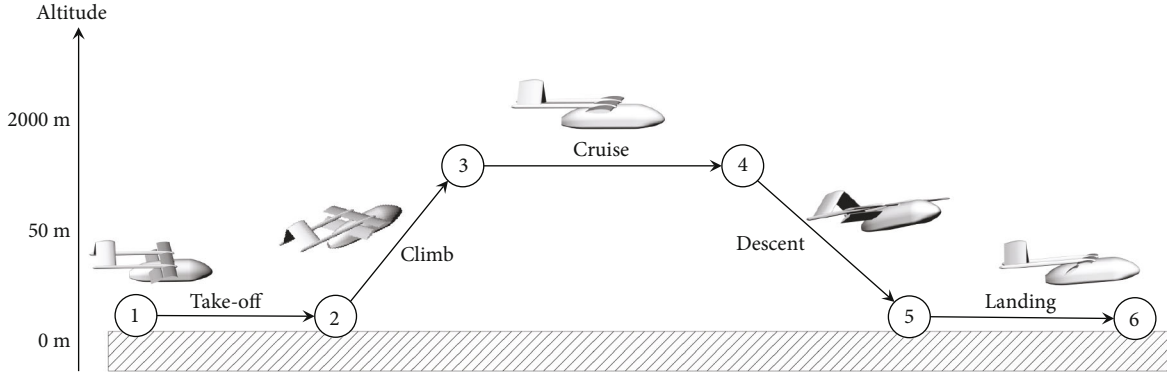 Altitude
2000 m
Cruise
3
4
50 m
Climb
Descent
Take-off
Landing
1
2
5
6
0 m